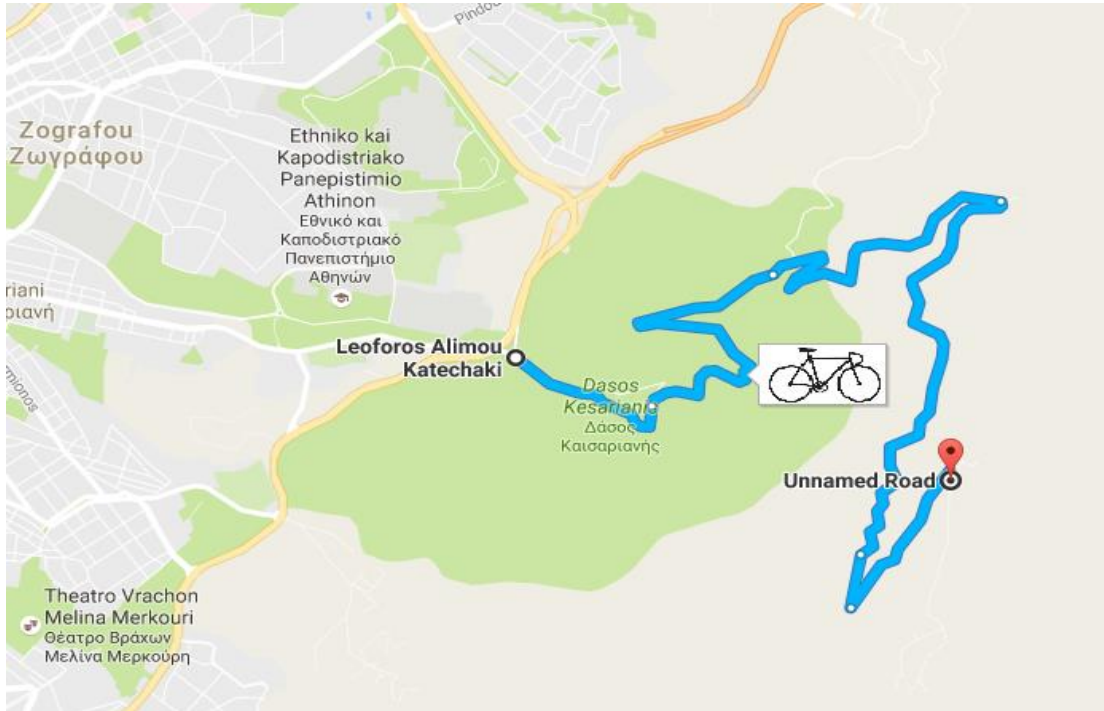 Pindou
Zografou
Ζωγράφου
Ethniko kai
Kapodistriako
Panepistimio
Athinon
Εθνικό και
Καποδιστριακό
Πανεπιστήμιο
Αθηνών
riani
ριανή
Leoforos Alimou
Katechaki
Dasos
Kesariani
Δάσος
Καισαριανής
Unnamed Road
Theatro Vrachon
Melina Merkouri
Θέατρο Βράχων
Μελίνα Μερκούρη